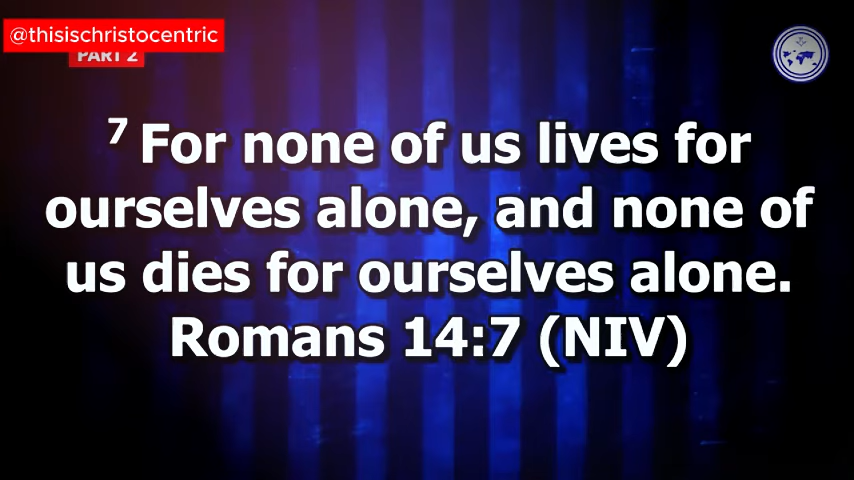 @thisischristocentric
PART 2
7 For none of us lives for
ourselves alone, and none of
us dies for ourselves alone.
Romans 14:7 (NIV)